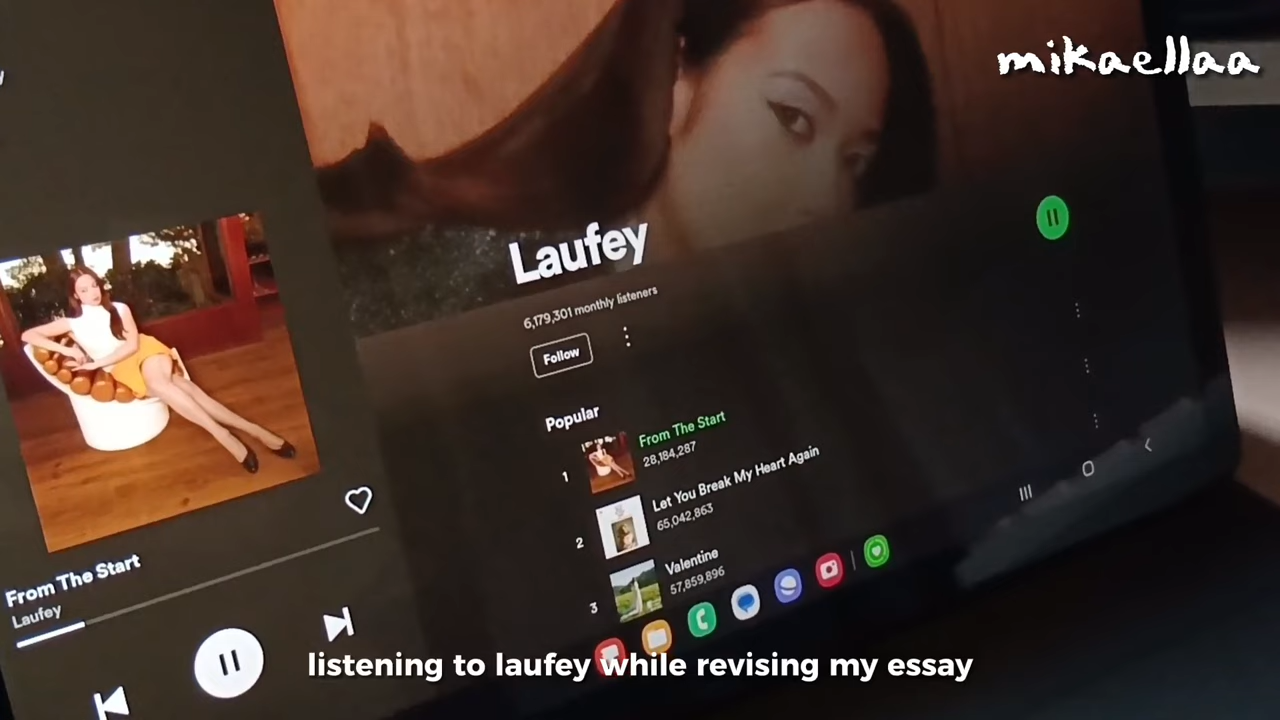 mikaellaa
Laufey
6,179,301 monthly listeners
Follow
Popular
1
From The Start
28,184,287
2
Let You Break My Heart Again
65,042,863
3
Valentine
57,859,896
From The Start
Laufey
listening to laufey while revising my essay